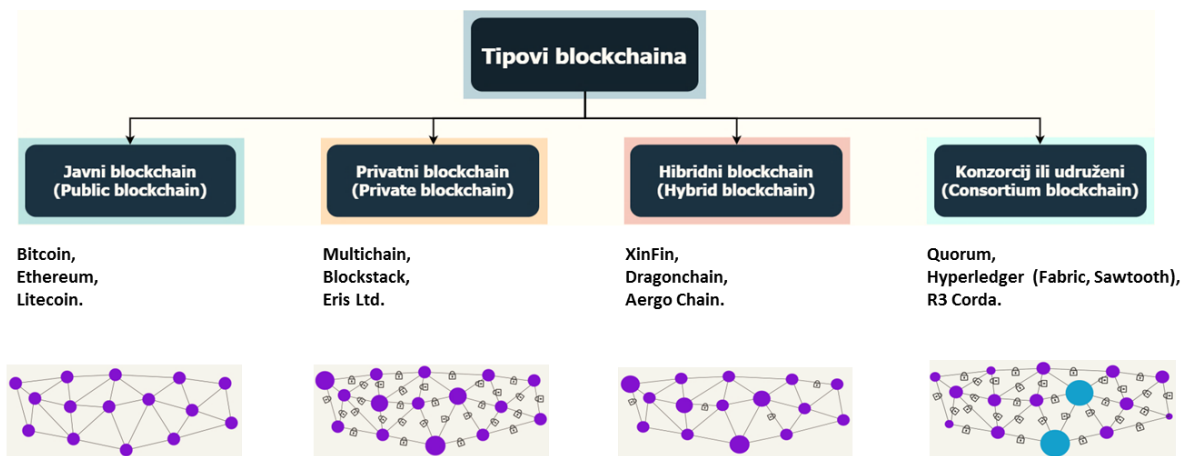 Tipovi blockchaina
Javni blockchain
(Public blockchain)
Privatni blockchain
(Private blockchain)
Hibridni blockchain
(Hybrid blockchain)
Konzorcij ili udruženi
(Consortium blockchain)
Bitcoin,
Ethereum,
Litecoin.
Multichain,
Blockstack,
Eris Ltd.
XinFin,
Dragonchain,
Aergo Chain.
Quorum,
Hyperledger (Fabric, Sawtooth),
R3 Corda.